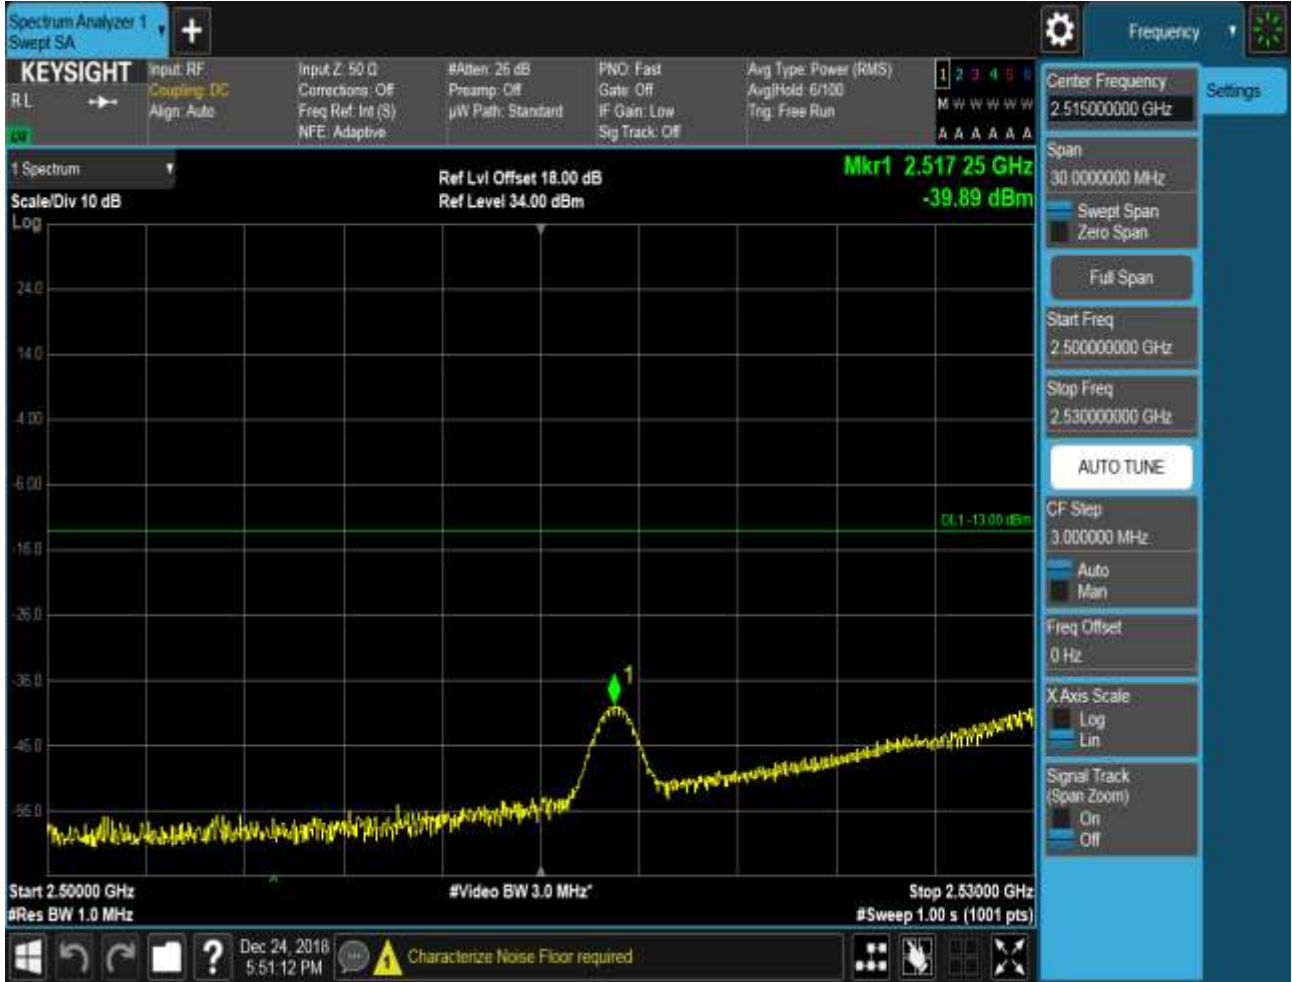 Spectrum Analyzer 1
Swept SA
Frequency
KEYSIGHT
R L
Input: RF
Coupling: DC
Align: Auto
Input Z: 50 Ω
Corrections: Off
Freq Ref: Int (S)
NFE: Adaptive
#Atten: 26 dB
Preamp: Off
µW Path: Standard
PNO: Fast
Gate: Off
IF Gain: Low
Sig Track: Off
Avg Type: Power (RMS)
Avg|Hold: 6/100
Trig: Free Run
1 2 3 4 5 6
M W W W W W
A A A A A A
1 Spectrum
Scale/Div 10 dB
Log
Ref Lvl Offset 18.00 dB
Ref Level 34.00 dBm
Mkr1 2.517 25 GHz
-39.89 dBm
24.0
14.0
4.00
-6.00
-16.0
-26.0
-36.0
-46.0
-56.0
DL1 -13.00 dBm
1
Start 2.50000 GHz
#Res BW 1.0 MHz
#Video BW 3.0 MHz*
Stop 2.53000 GHz
#Sweep 1.00 s (1001 pts)
Center Frequency
2.515000000 GHz
Settings
Span
30.0000000 MHz
Swept Span
Zero Span
Full Span
Start Freq
2.500000000 GHz
Stop Freq
2.530000000 GHz
AUTO TUNE
CF Step
3.000000 MHz
Auto
Man
Freq Offset
0 Hz
X Axis Scale
Log
Lin
Signal Track
(Span Zoom)
On
Off
?
Dec 24, 2018
5:51:12 PM
1
Characterize Noise Floor required